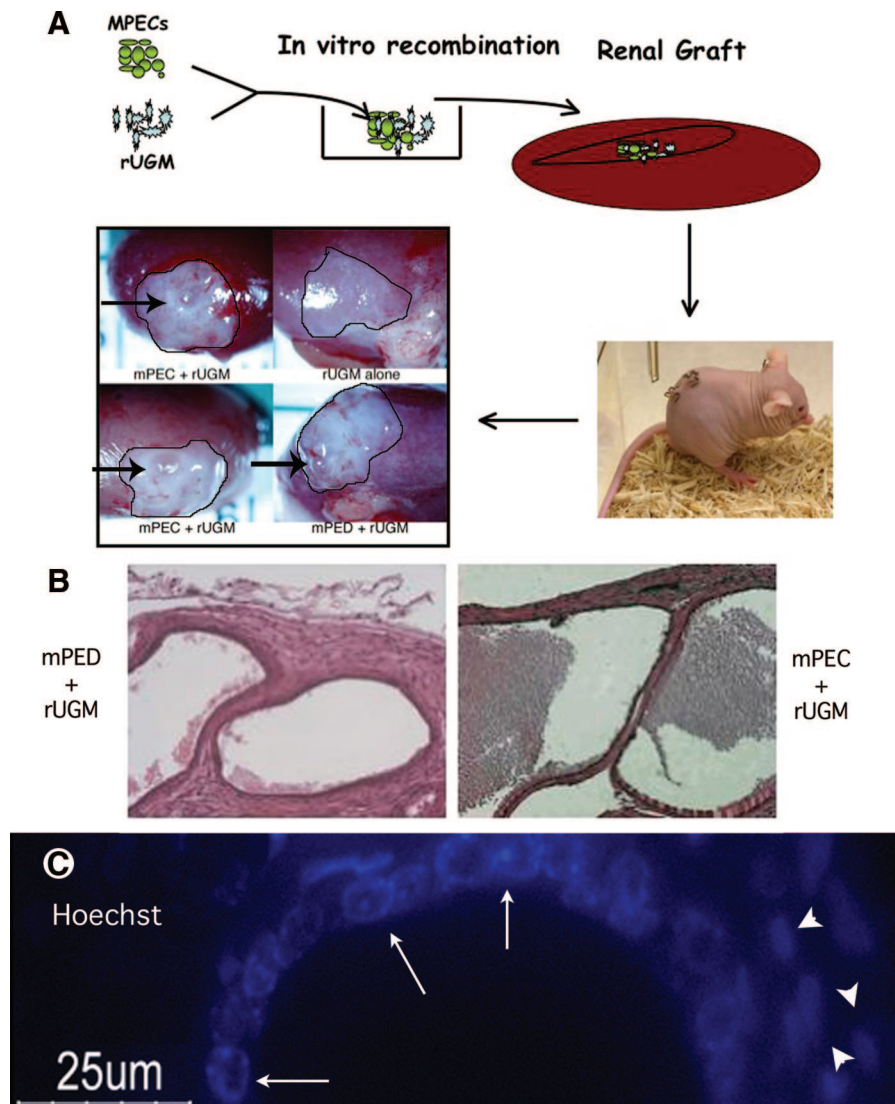 A
MPECs
In vitro recombination
Renal Graft
rUGM
mPEC + rUGM
rUGM alone
mPEC + rUGM
mPED + rUGM
B
mPED
+
rUGM
mPEC
+
rUGM
C
Hoechst
25um